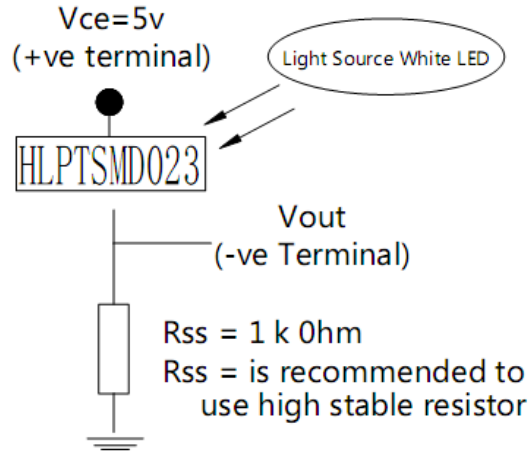 Vce=5v
(+ve terminal)
Light Source White LED
HLPTSMD023
Vout
(-ve Terminal)
Rss = 1 k 0hm
Rss = is recommended to
use high stable resistor